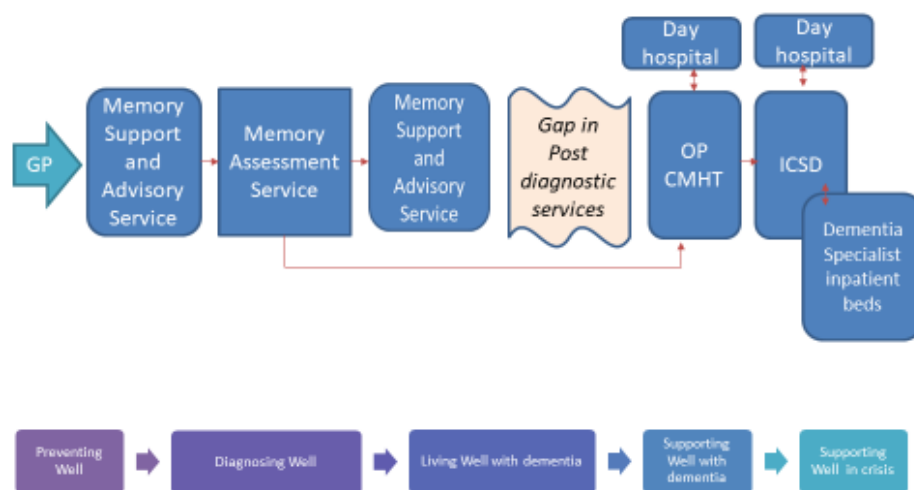 GP
Memory
Support
and
Advisory
Service
Memory
Assessment
Service
Memory
Support
and
Advisory
Service
Gap in
Post
diagnostic
services
Day
hospital
OP
CMHT
Day
hospital
ICSD
Dementia
Specialist
inpatient
beds
Preventing
Well
Diagnosing Well
Living Well with dementia
Supporting
Well with
dementia
Supporting
Well in crisis